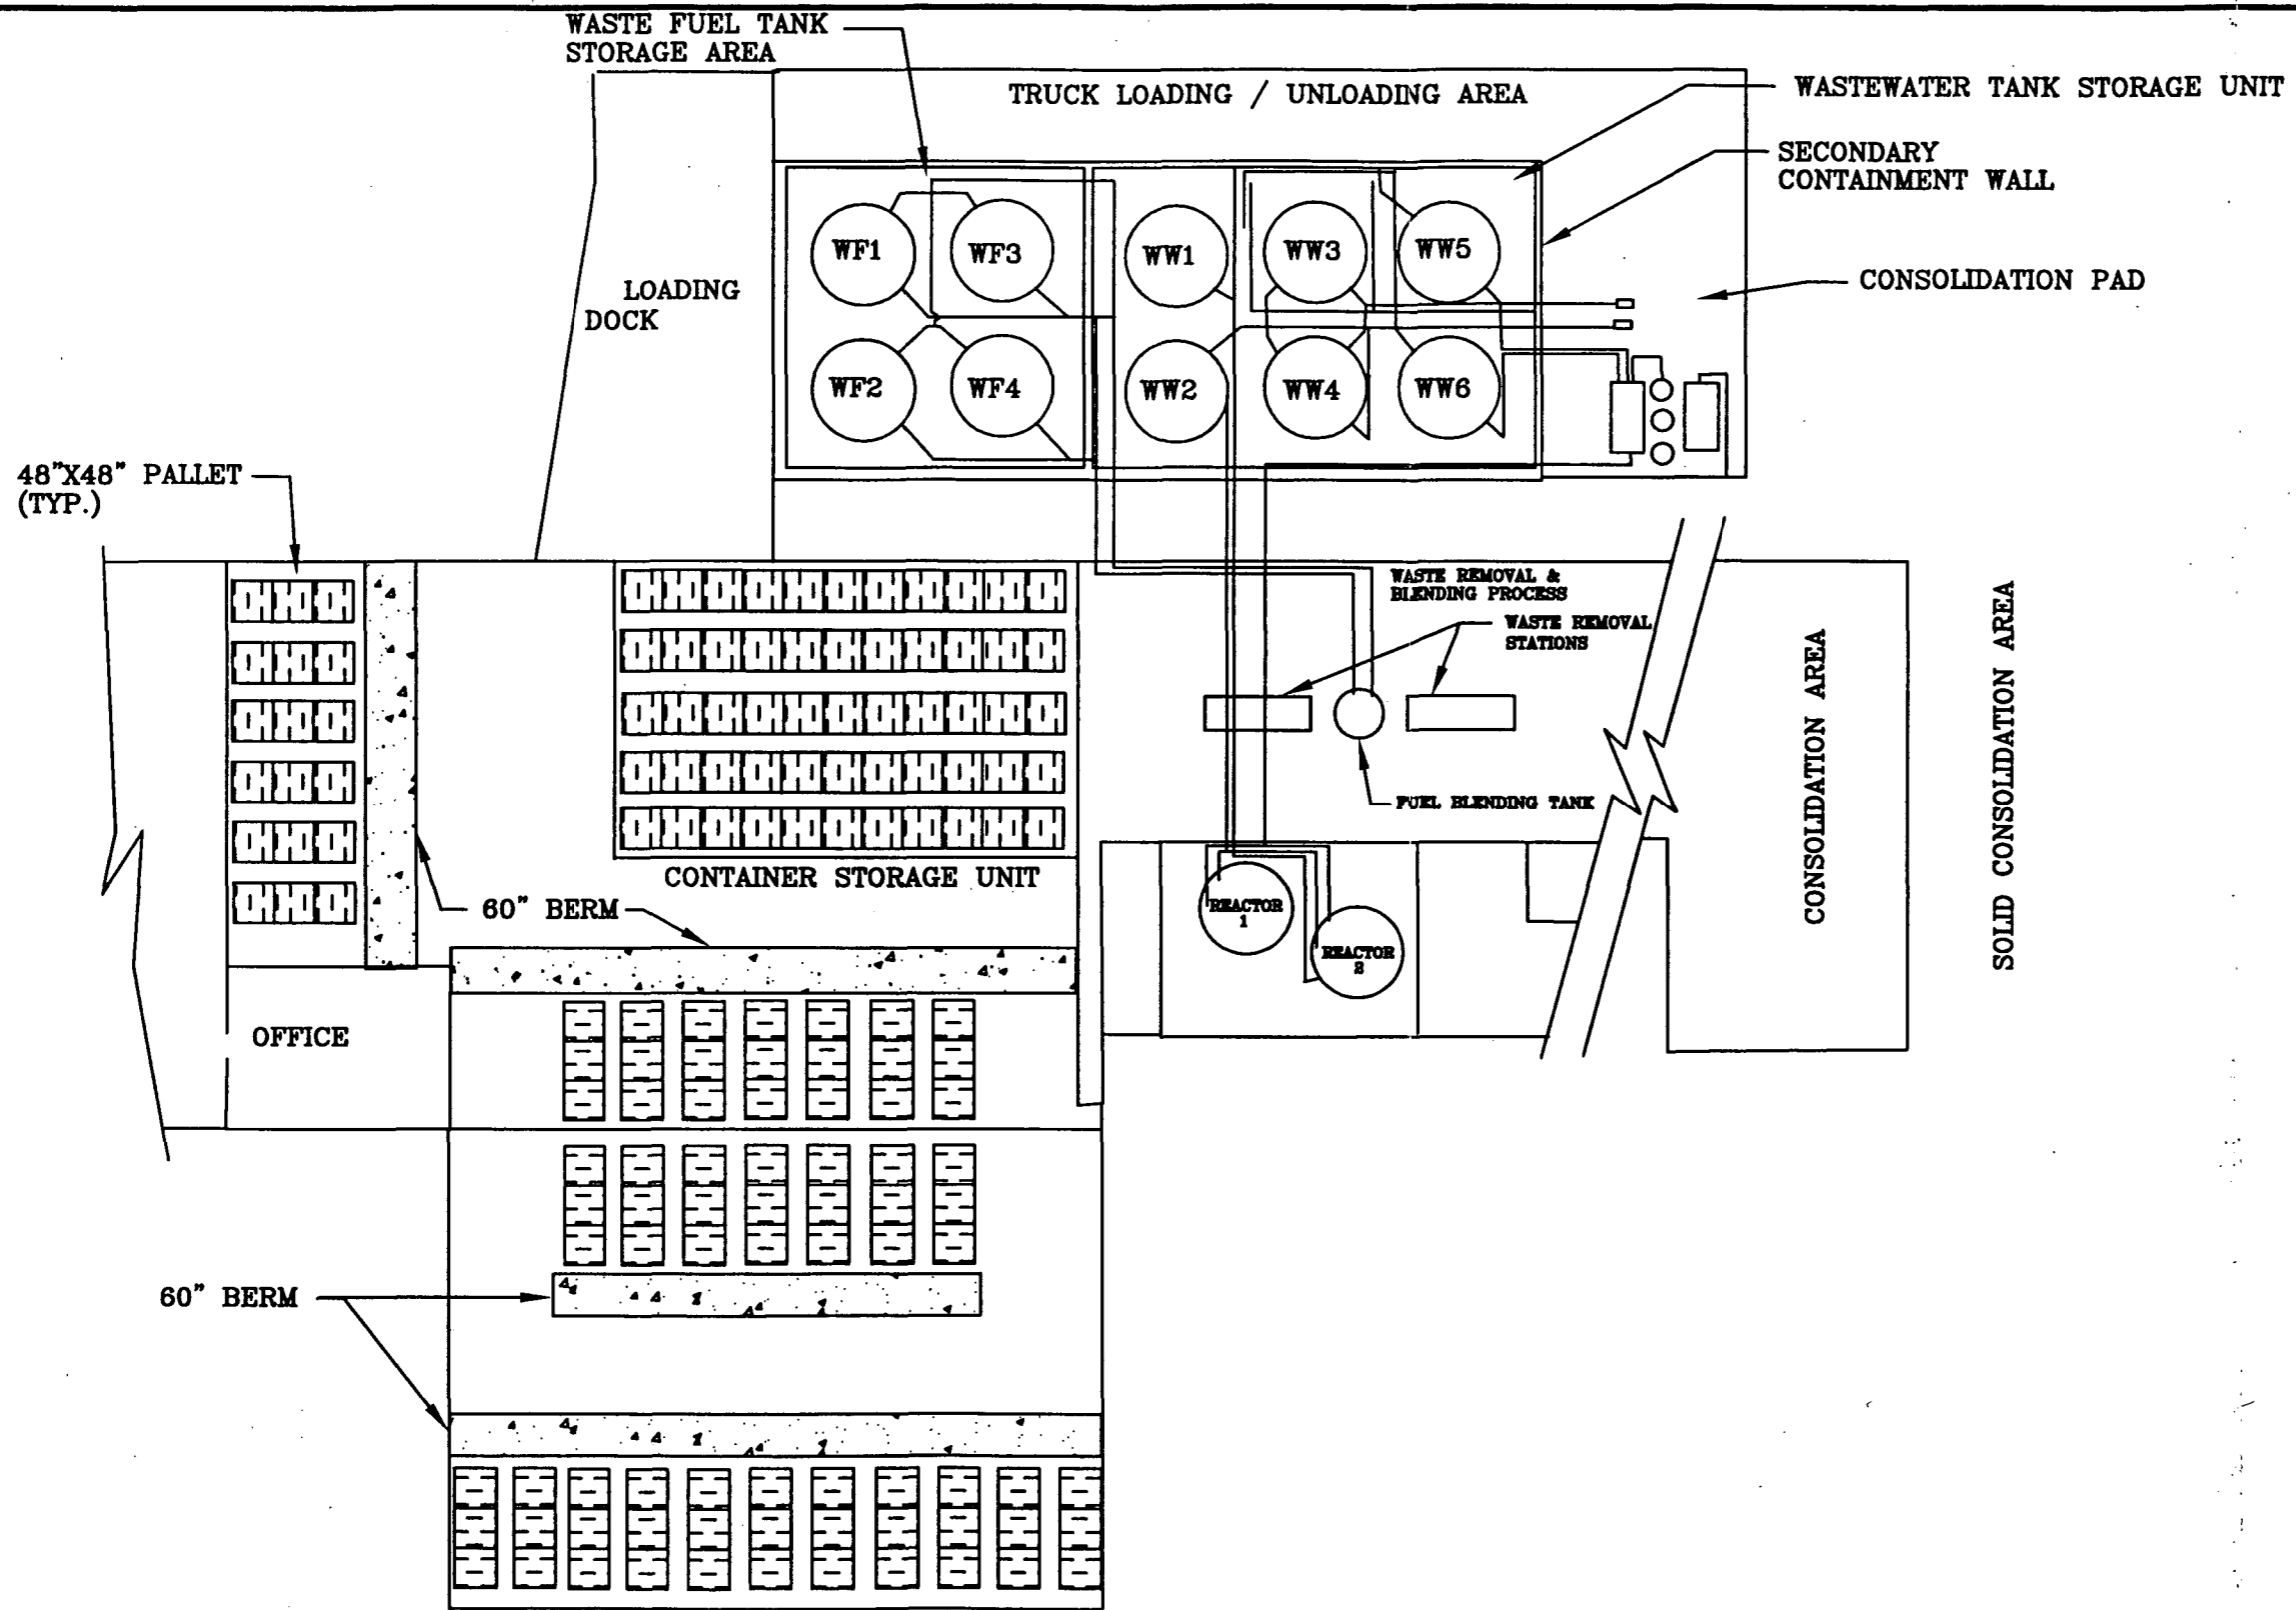 WASTE FUEL TANK
STORAGE AREA
TRUCK LOADING / UNLOADING AREA
WASTEWATER TANK STORAGE UNIT
SECONDARY
CONTAINMENT WALL
WF1
WF3
WW1
WW3
WW5
CONSOLIDATION PAD
LOADING
DOCK
WF2
WF4
WW2
WW4
WW6
48"X48" PALLET
(TYP.)
WASTE REMOVAL &
BLENDING PROCESS
WASTE REMOVAL
STATIONS
FUEL BLENDING TANK
CONSOLIDATION AREA
SOLID CONSOLIDATION AREA
CONTAINER STORAGE UNIT
60" BERM
REACTOR
1
REACTOR
2
OFFICE
60" BERM